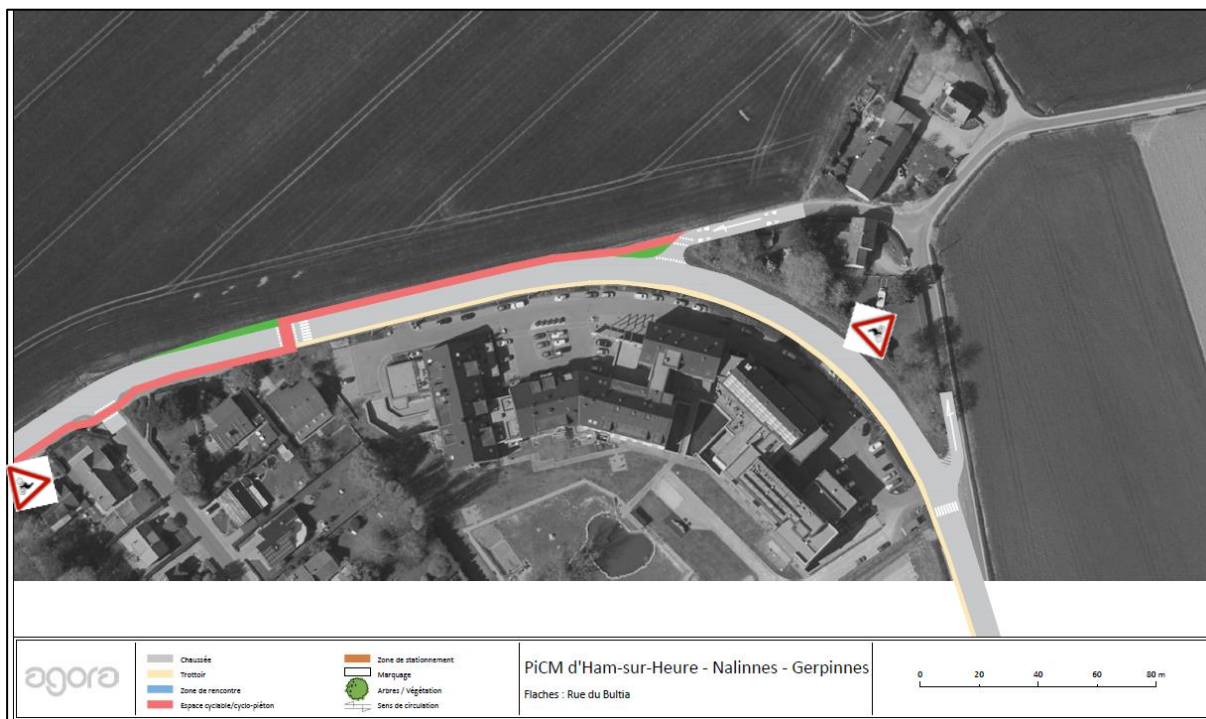 agora
Chaussée
Trottoir
Zone de rencontre
Espace cyclable/cyclo-piéton
Zone de stationnement
Marquage
Arbres / Végétation
Sens de circulation
PiCM d'Ham-sur-Heure - Nalinnes - Gerpinnes
Flaches : Rue du Bultia
0 20 40 60 80 m